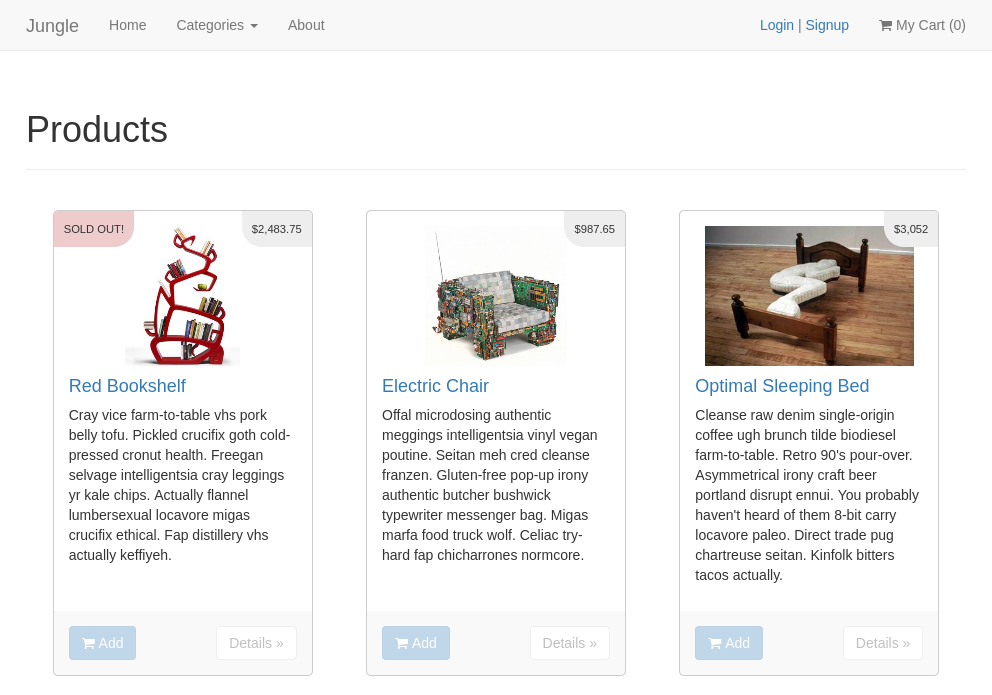 Jungle Home Categories About Login | Signup My Cart (0)
Products
SOLD OUT! $2,483.75
Red Bookshelf
Cray vice farm-to-table vhs pork
belly tofu. Pickled crucifix goth cold-
pressed cronut health. Freegan
selvage intelligentsia cray leggings
yr kale chips. Actually flannel
lumbersexual locavore migas
crucifix ethical. Fap distillery vhs
actually keffiyeh.
Add Details »
$987.65
Electric Chair
Offal microdosing authentic
meggings intelligentsia vinyl vegan
poutine. Seitan meh cred cleanse
franzen. Gluten-free pop-up irony
authentic butcher bushwick
typewriter messenger bag. Migas
marfa food truck wolf. Celiac try-
hard fap chicharrones normcore.
Add Details »
$3,052
Optimal Sleeping Bed
Cleanse raw denim single-origin
coffee ugh brunch tilde biodiesel
farm-to-table. Retro 90's pour-over.
Asymmetrical irony craft beer
portland disrupt ennui. You probably
haven't heard of them 8-bit carry
locavore paleo. Direct trade pug
chartreuse seitan. Kinfolk bitters
tacos actually.
Add Details »